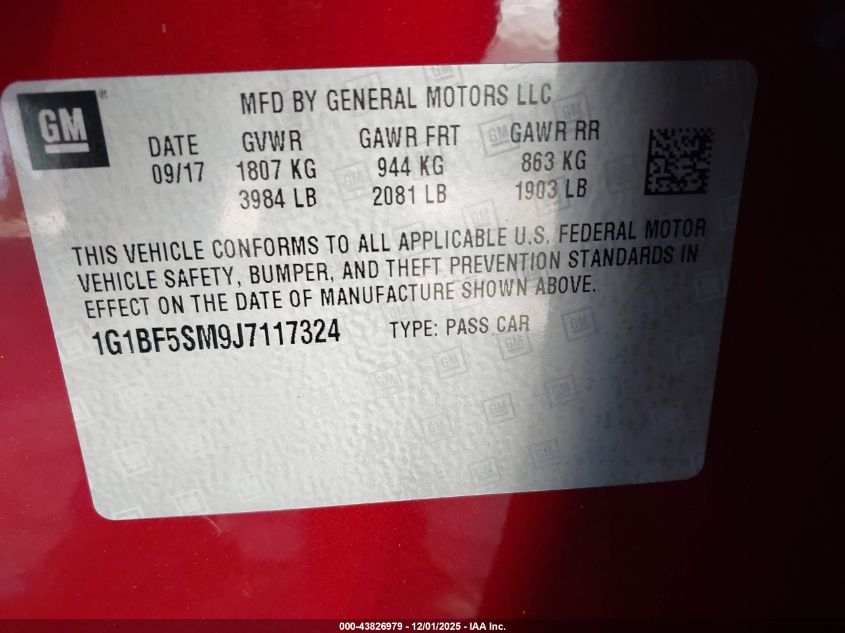 GM ®
MFD BY GENERAL MOTORS LLC
DATE GVWR GAWR FRT GAWR RR
09/17 1807 KG 944 KG 863 KG
3984 LB 2081 LB 1903 LB
THIS VEHICLE CONFORMS TO ALL APPLICABLE U.S. FEDERAL MOTOR
VEHICLE SAFETY, BUMPER, AND THEFT PREVENTION STANDARDS IN
EFFECT ON THE DATE OF MANUFACTURE SHOWN ABOVE.
1G1BF5SM9J7117324 TYPE: PASS CAR
000-43826979 - 12/01/2025 - IAA Inc.